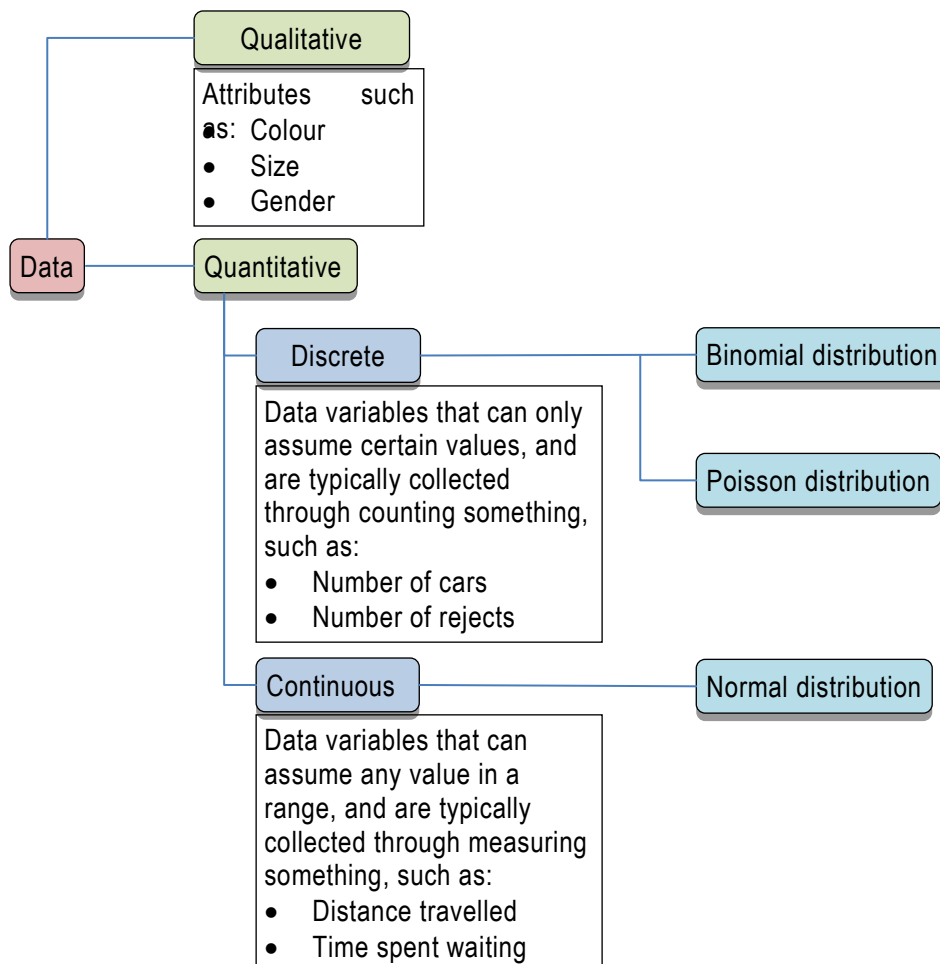 Qualitative
Attributes such
as:
• Colour
• Size
• Gender
Data
Quantitative
Discrete
Binomial distribution
Data variables that can only
assume certain values, and
are typically collected
through counting something,
such as:
• Number of cars
• Number of rejects
Poisson distribution
Continuous
Normal distribution
Data variables that can
assume any value in a
range, and are typically
collected through measuring
something, such as:
• Distance travelled
• Time spent waiting